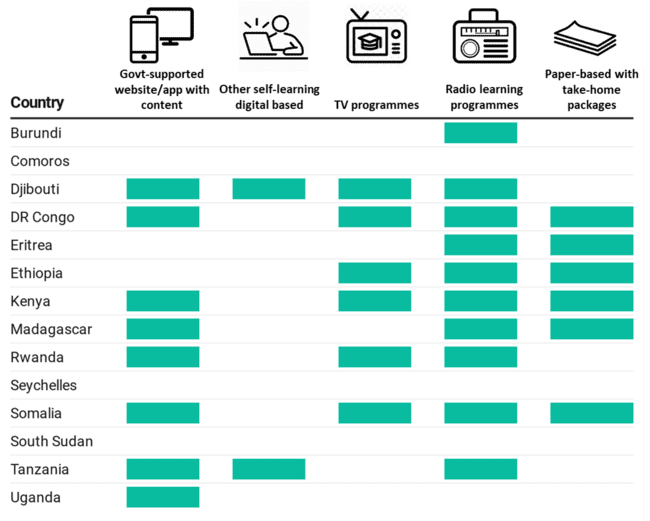 Country
Govt-supported
website/app with
content
Other self-learning
digital based
TV programmes
Radio learning
programmes
Paper-based with
take-home
packages
Burundi
Comoros
Djibouti
DR Congo
Eritrea
Ethiopia
Kenya
Madagascar
Rwanda
Seychelles
Somalia
South Sudan
Tanzania
Uganda